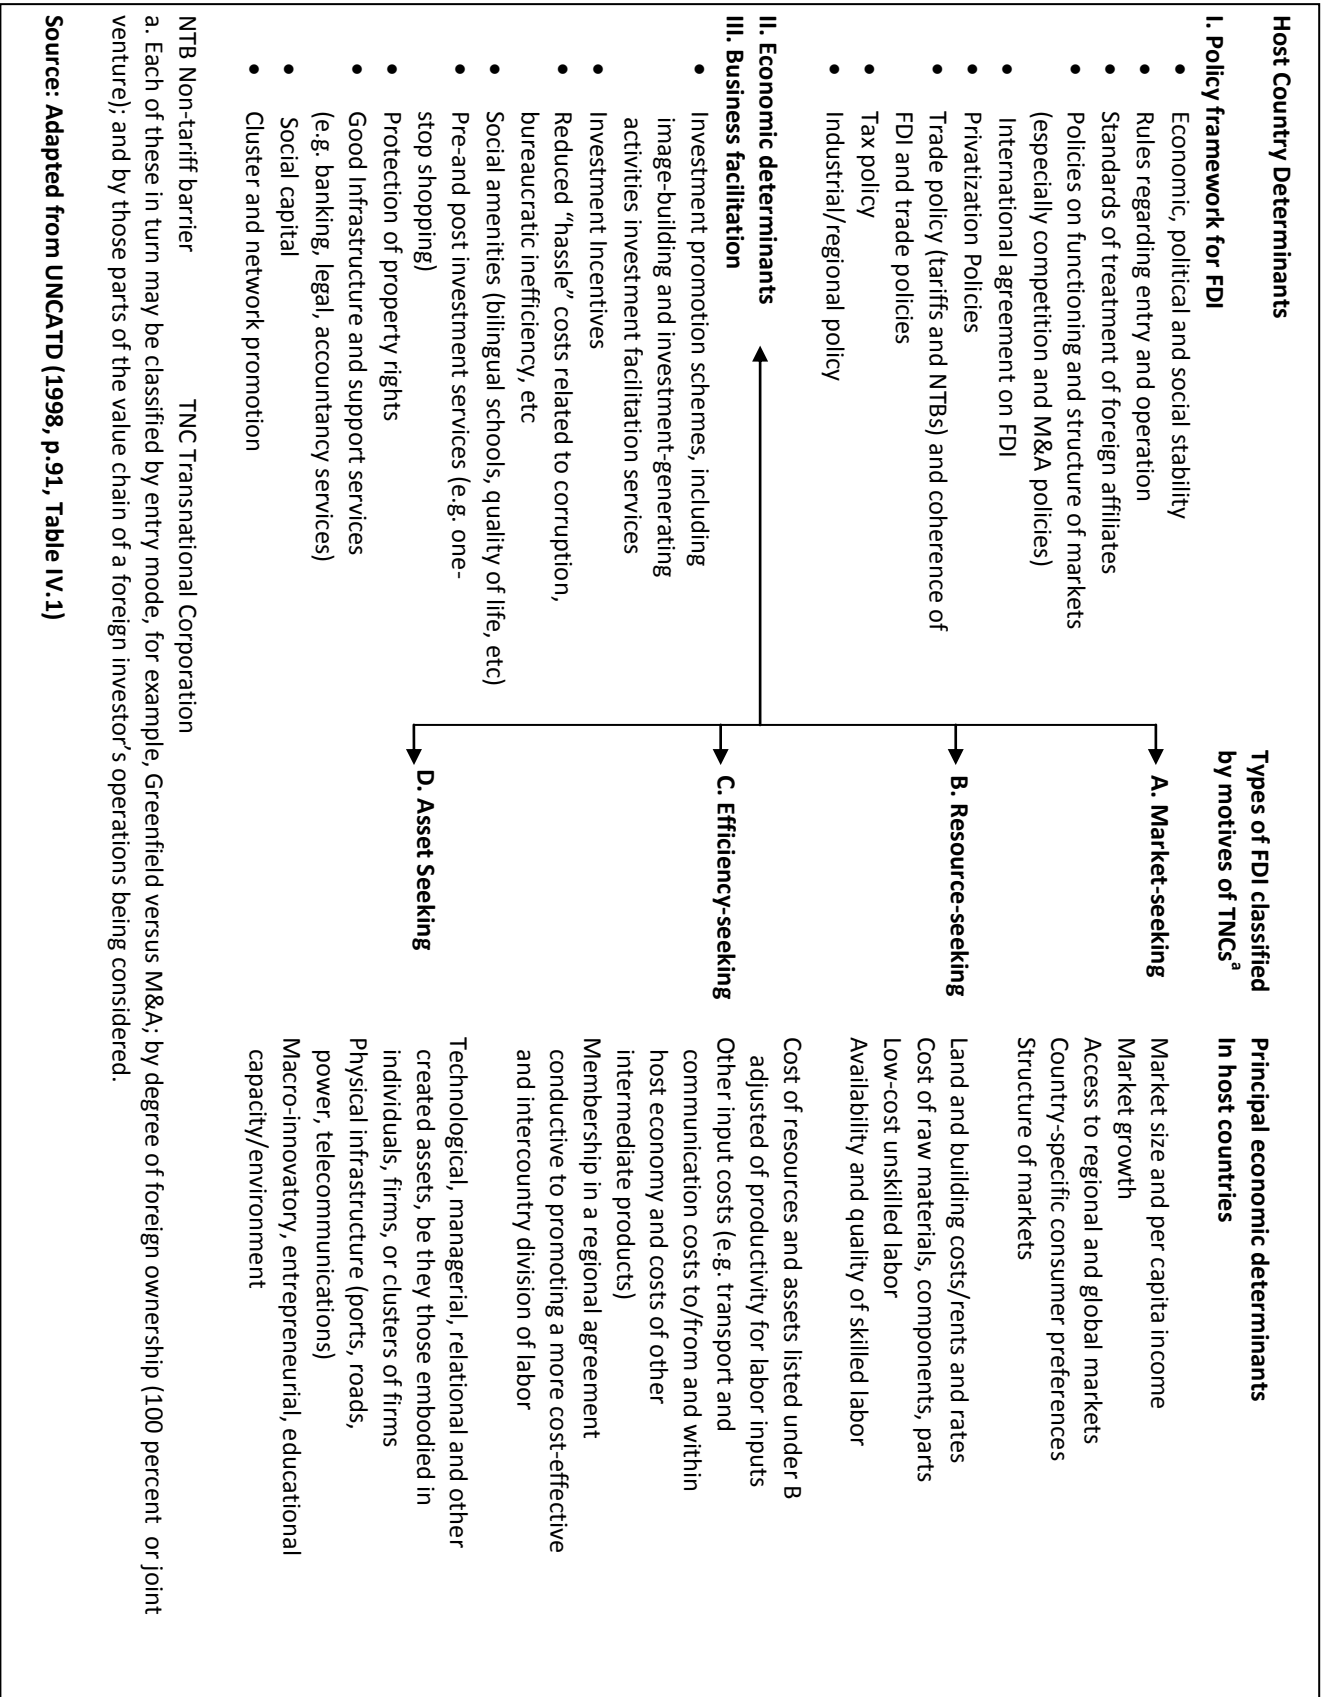 Host Country Determinants
I. Policy framework for FDI
• Economic, political and social stability
• Rules regarding entry and operation
• Standards of treatment of foreign affiliates
• Policies on functioning and structure of markets
(especially competition and M&A policies)
• International agreement on FDI
• Privatization Policies
• Trade policy (tariffs and NTBs) and coherence of
FDI and trade policies
• Tax policy
• Industrial/regional policy
II. Economic determinants
III. Business facilitation
• Investment promotion schemes, including
image-building and investment-generating
activities investment facilitation services
• Investment Incentives
• Reduced “hassle” costs related to corruption,
bureaucratic inefficiency, etc
• Social amenities (bilingual schools, quality of life, etc)
• Pre-and post investment services (e.g. one-
stop shopping)
• Protection of property rights
• Good Infrastructure and support services
(e.g. banking, legal, accountancy services)
• Social capital
• Cluster and network promotion
Types of FDI classified
by motives of TNCsª
A. Market-seeking
B. Resource-seeking
C. Efficiency-seeking
D. Asset Seeking
Principal economic determinants
In host countries
Market size and per capita income
Market growth
Access to regional and global markets
Country-specific consumer preferences
Structure of markets
Land and building costs/rents and rates
Cost of raw materials, components, parts
Low-cost unskilled labor
Availability and quality of skilled labor
Cost of resources and assets listed under B
adjusted of productivity for labor inputs
Other input costs (e.g. transport and
communication costs to/from and within
host economy and costs of other
intermediate products)
Membership in a regional agreement
conductive to promoting a more cost-effective
and intercountry division of labor
Technological, managerial, relational and other
created assets, be they those embodied in
individuals, firms, or clusters of firms
Physical infrastructure (ports, roads,
power, telecommunications)
Macro-innovatory, entrepreneurial, educational
capacity/environment
NTB Non-tariff barrier TNC Transnational Corporation
a. Each of these in turn may be classified by entry mode, for example, Greenfield versus M&A; by degree of foreign ownership (100 percent or joint
venture); and by those parts of the value chain of a foreign investor’s operations being considered.
Source: Adapted from UNCATD (1998, p.91, Table IV.1)